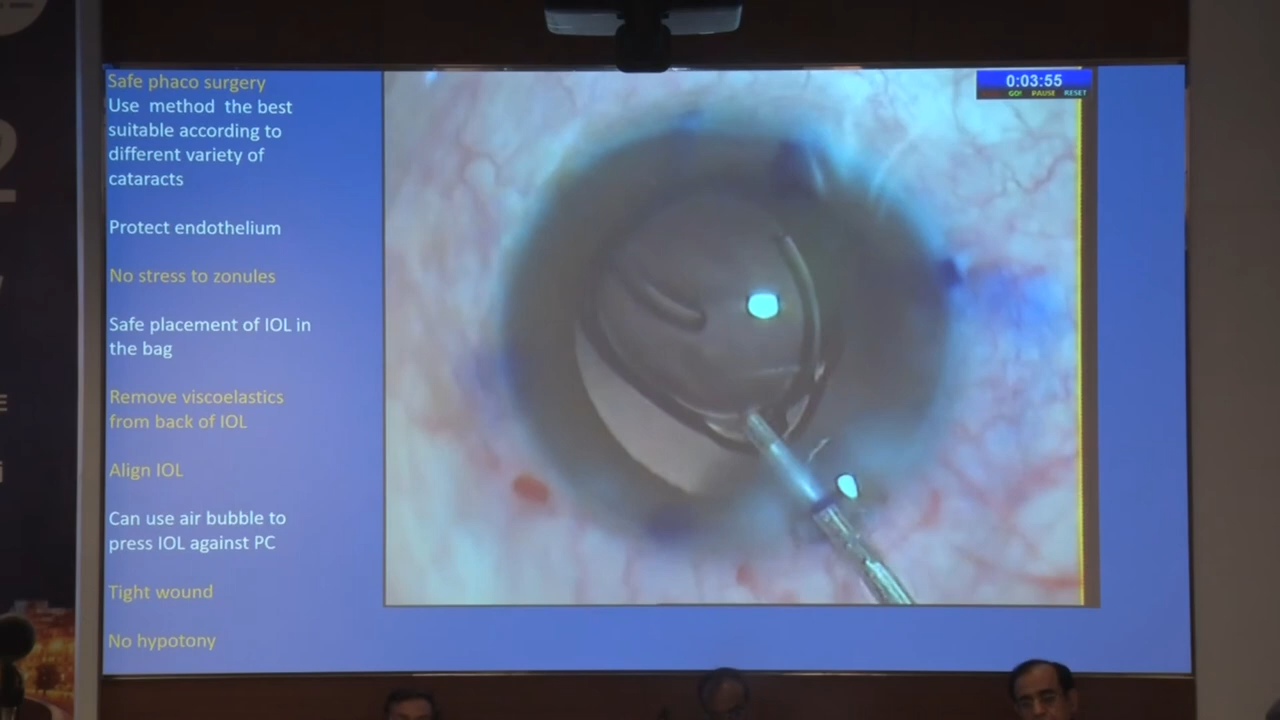 Safe phaco surgery
Use method the best
suitable according to
different variety of
cataracts
Protect endothelium
No stress to zonules
Safe placement of IOL in
the bag
Remove viscoelastics
from back of IOL
Align IOL
Can use air bubble to
press IOL against PC
Tight wound
No hypotony
0:03:55
GO! PAUSE RESET